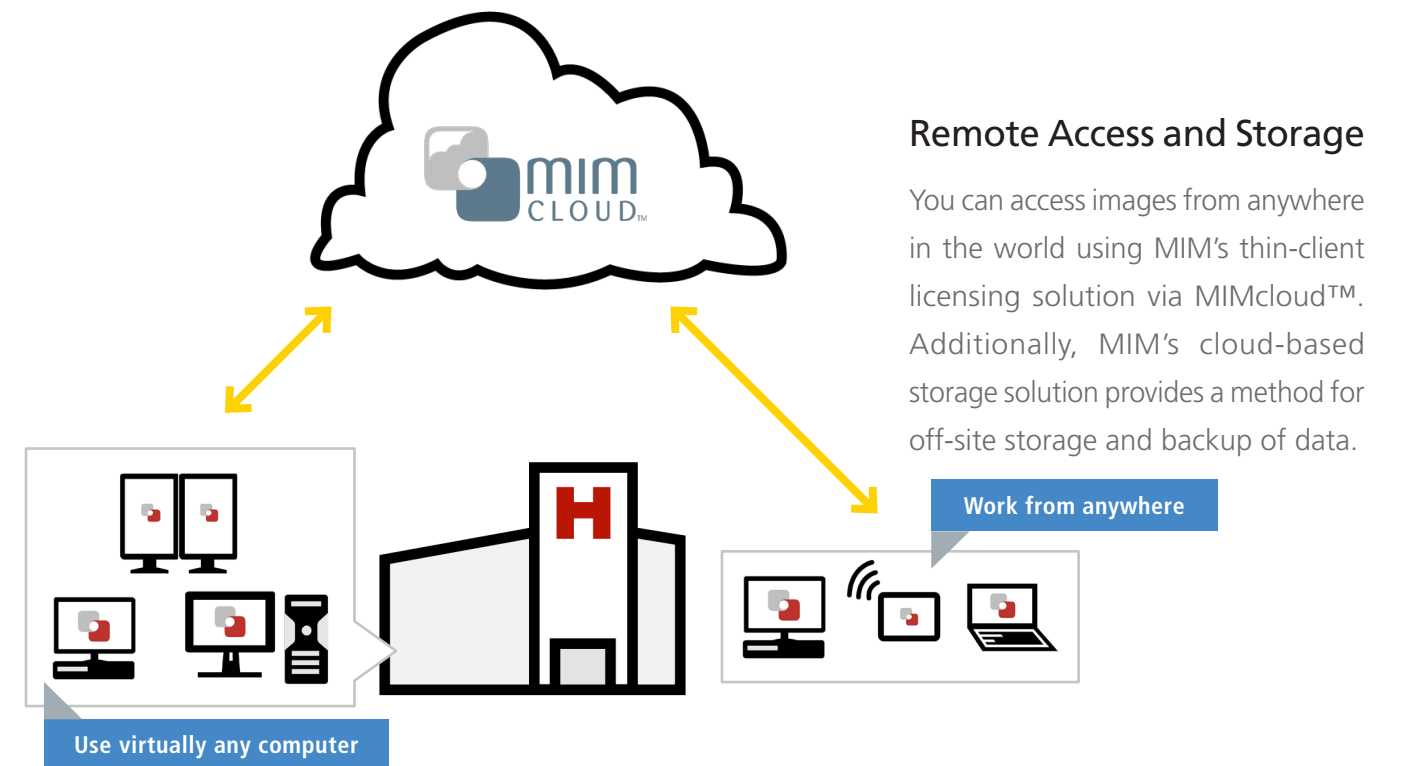 mim
CLOUD™
Remote Access and Storage
You can access images from anywhere
in the world using MIM’s thin-client
licensing solution via MIMcloud™.
Additionally, MIM’s cloud-based
storage solution provides a method for
off-site storage and backup of data.
H
Work from anywhere
Use virtually any computer